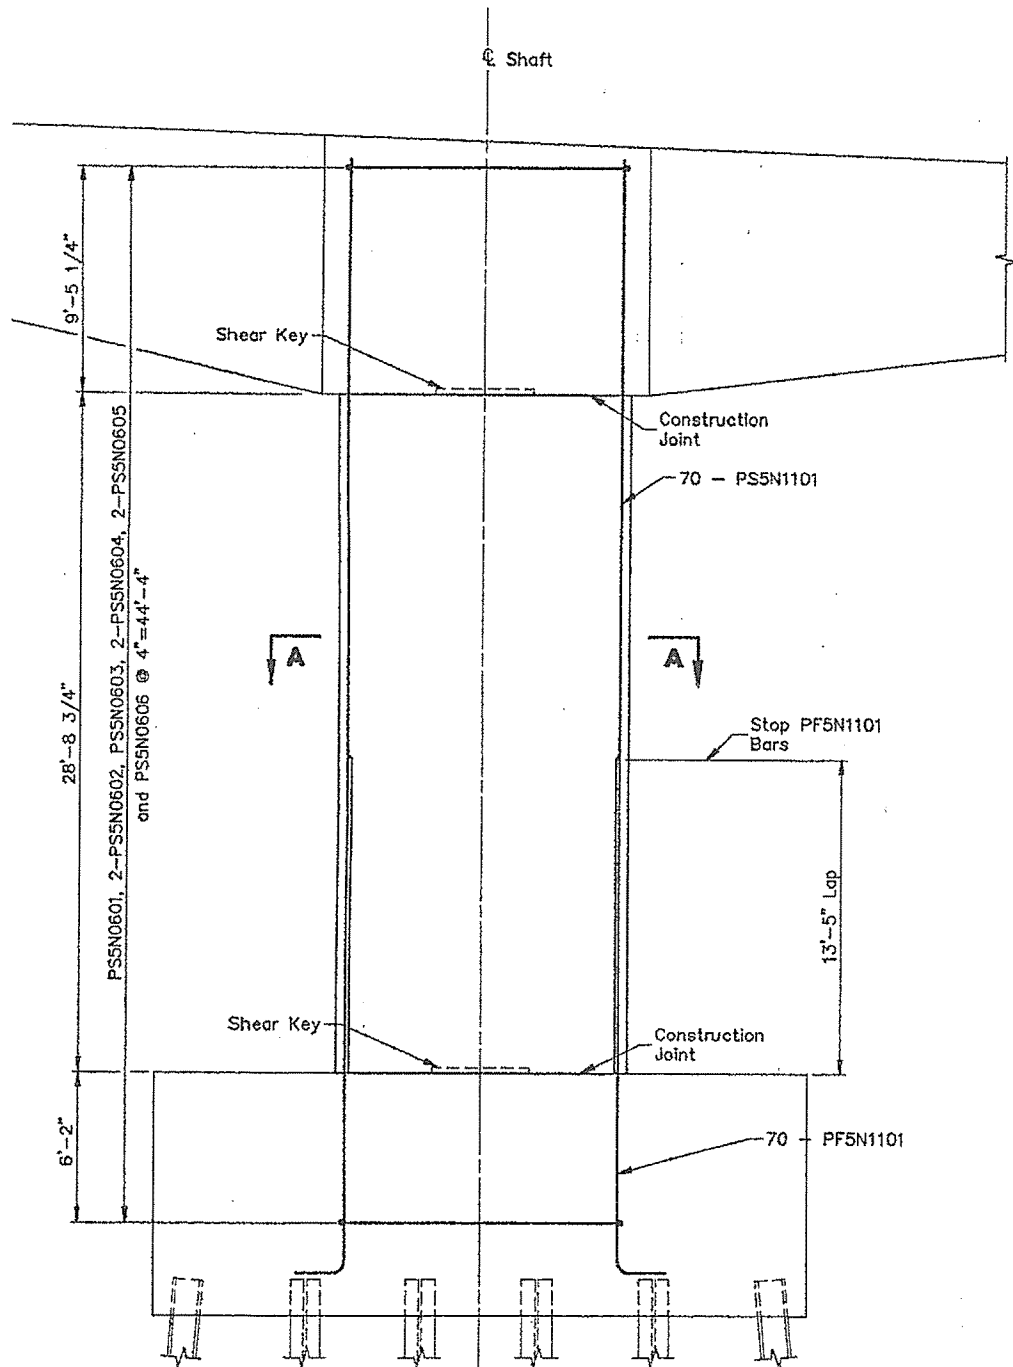 ℄ Shaft
9'-5 1/4"
Shear Key
Construction
Joint
70 - PS5N1101
PS5N0601, 2-PS5N0602, PS5N0603, 2-PS5N0604, 2-PS5N0605
and PS5N0606 @ 4"=44'-4"
28'-8 3/4"
A
A
Stop PF5N1101
Bars
13'-5" Lap
Shear Key
Construction
Joint
6'-2"
70 - PF5N1101